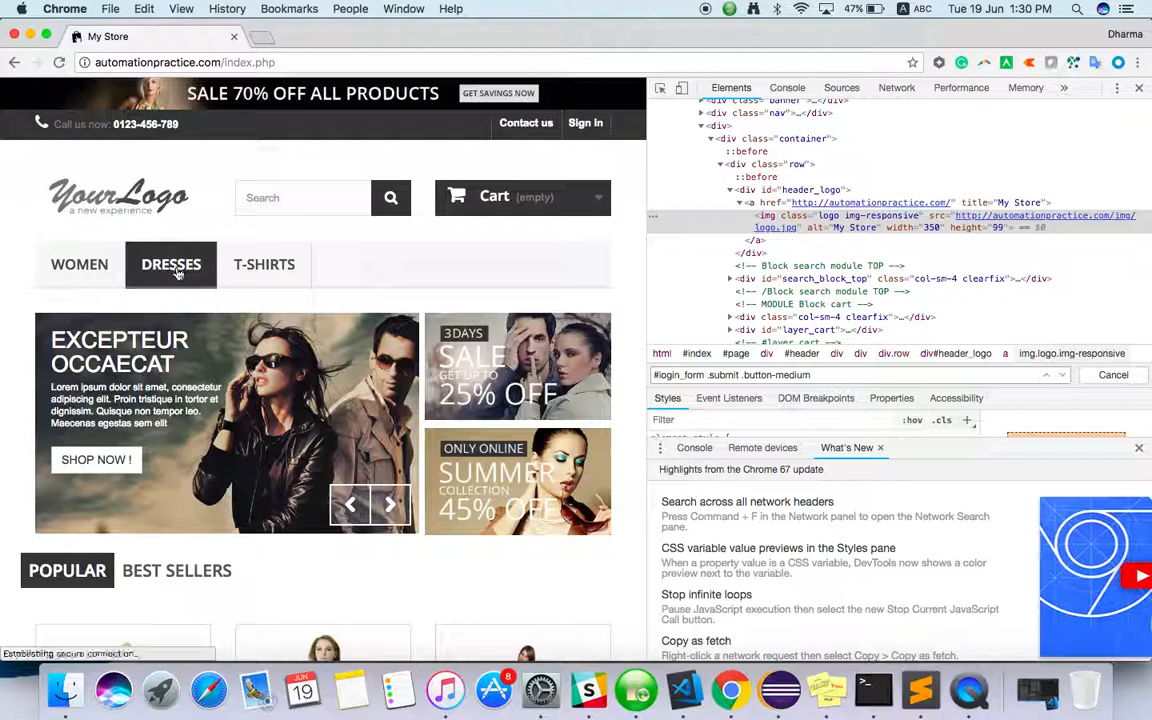 Chrome File Edit View History Bookmarks People Window Help 47% A ABC Tue 19 Jun 1:30 PM
My Store Dharma
automationpractice.com/index.php
SALE 70% OFF ALL PRODUCTS GET SAVINGS NOW
Call us now: 0123-456-789 Contact us Sign in
YourLogo
a new experience
Search
Cart (empty)
WOMEN DRESSES T-SHIRTS
EXCEPTEUR
OCCAECAT
Lorem ipsum dolor sit amet, consectetur
adipiscing elit. Proin tristique in tortor et
dignissim. Quisque non tempor leo.
Maecenas egestas sem elit
SHOP NOW !
3 DAYS
SALE
GET UP TO
25% OFF
ONLY ONLINE
SUMMER
COLLECTION
45% OFF
POPULAR BEST SELLERS
Establishing secure connection...
Elements Console Sources Network Performance Memory »
<div class="banner">…</div>
<div class="nav">…</div>
<div>
<div class="container">
::before
<div class="row">
::before
<div id="header_logo">
<a href="http://automationpractice.com/" title="My Store">
<img class="logo img-responsive" src="http://automationpractice.com/img/
logo.jpg" alt="My Store" width="350" height="99"> == $0
</a>
</div>
<!-- Block search module TOP -->
<div id="search_block_top" class="col-sm-4 clearfix">…</div>
<!-- /Block search module TOP -->
<!-- MODULE Block cart -->
<div class="col-sm-4 clearfix">…</div>
<div id="layer_cart">…</div>
<!-- #layer_cart -->
html #index #page div #header div div div.row div#header_logo a img.logo.img-responsive
#login_form .submit .button-medium Cancel
Styles Event Listeners DOM Breakpoints Properties Accessibility
Filter :hov .cls +
Console Remote devices What's New ×
Highlights from the Chrome 67 update
Search across all network headers
Press Command + F in the Network panel to open the Network Search
pane.
CSS variable value previews in the Styles pane
When a property value is a CSS variable, DevTools now shows a color
preview next to the variable.
Stop infinite loops
Pause JavaScript execution then select the new Stop Current JavaScript
Call button.
Copy as fetch
Right-click a network request then select Copy > Copy as fetch.
JUN
19
8